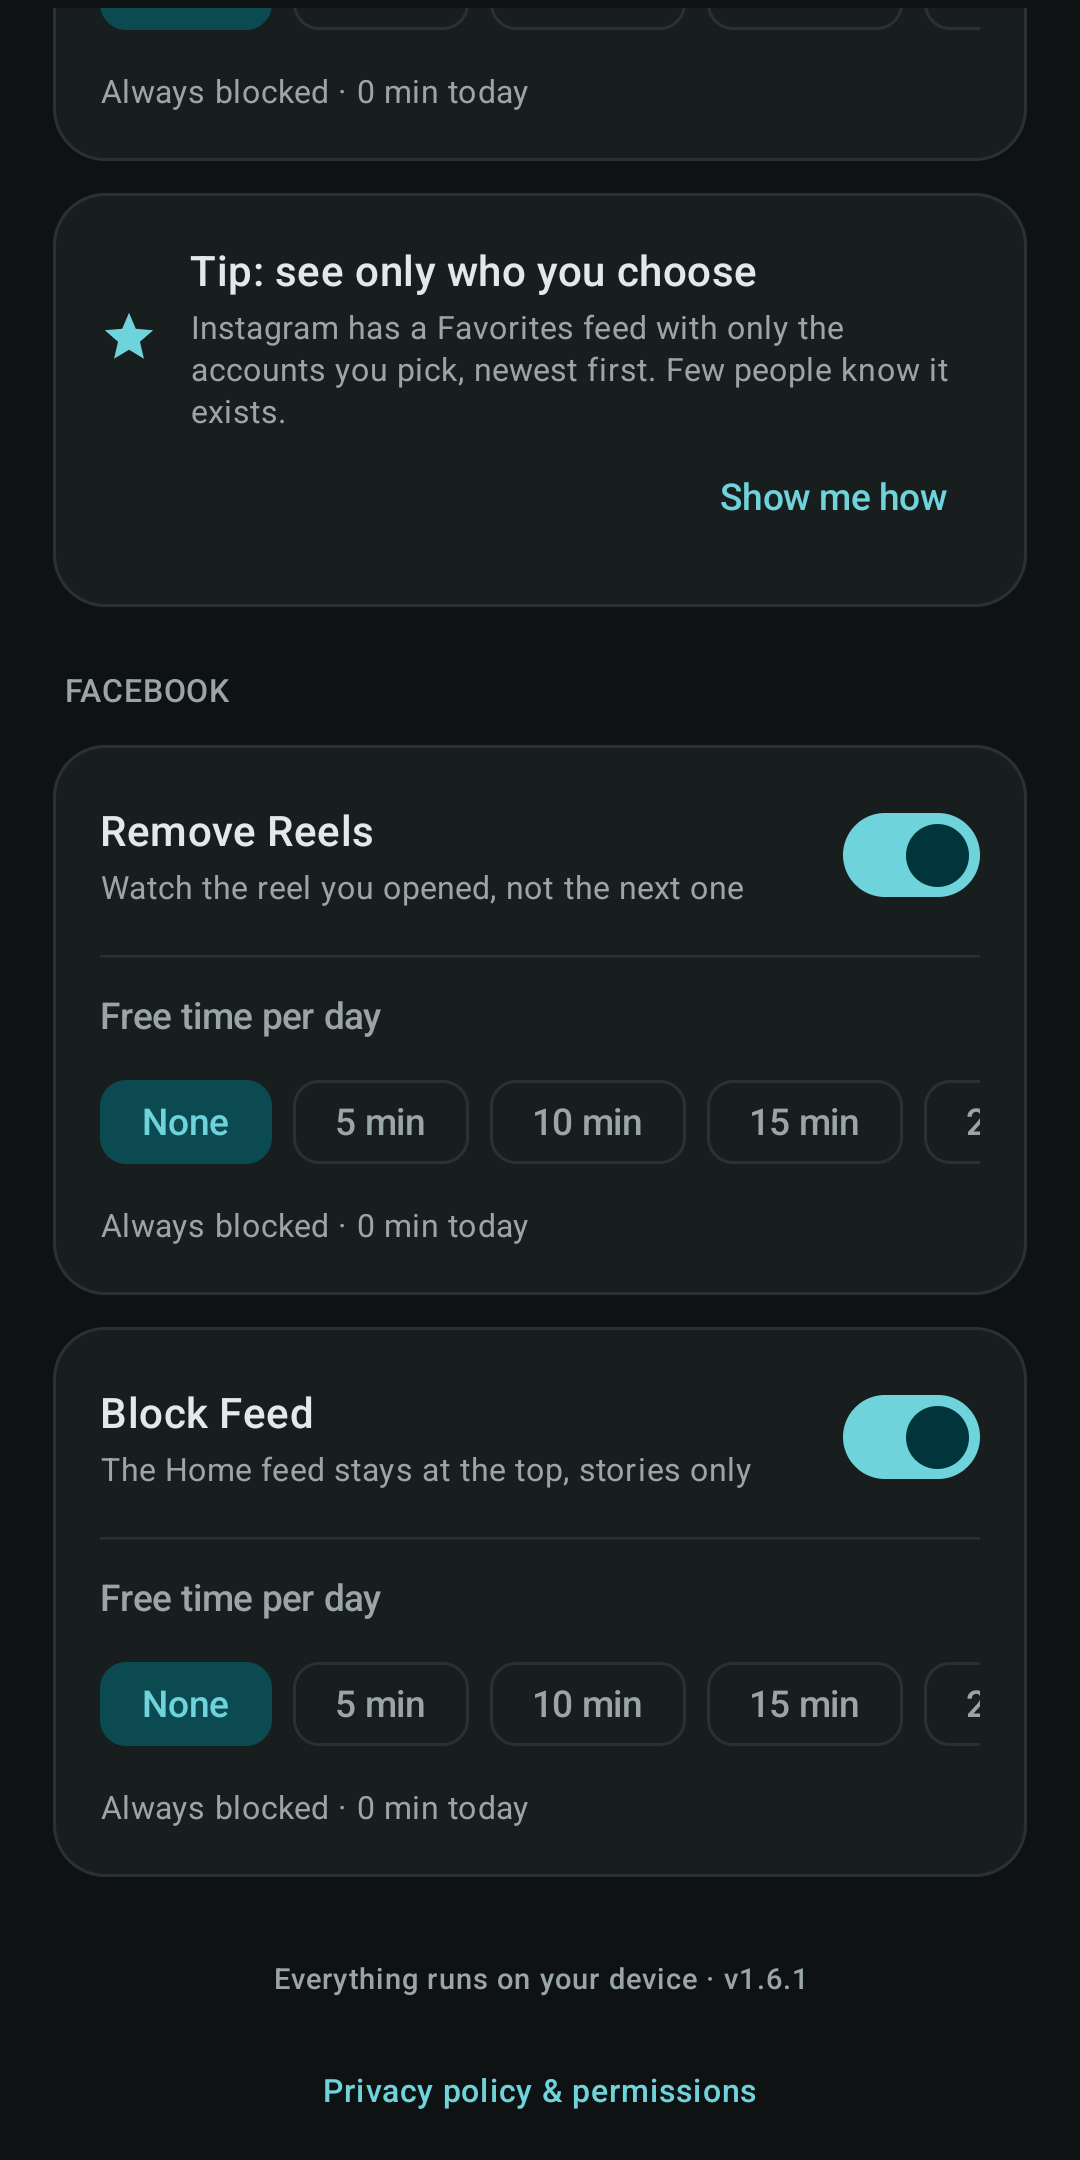 Always blocked · 0 min today
Tip: see only who you choose
Instagram has a Favorites feed with only the
accounts you pick, newest first. Few people know it
exists.
Show me how
FACEBOOK
Remove Reels
Watch the reel you opened, not the next one
Free time per day
None 5 min 10 min 15 min
Always blocked · 0 min today
Block Feed
The Home feed stays at the top, stories only
Free time per day
None 5 min 10 min 15 min
Always blocked · 0 min today
Everything runs on your device · v1.6.1
Privacy policy & permissions